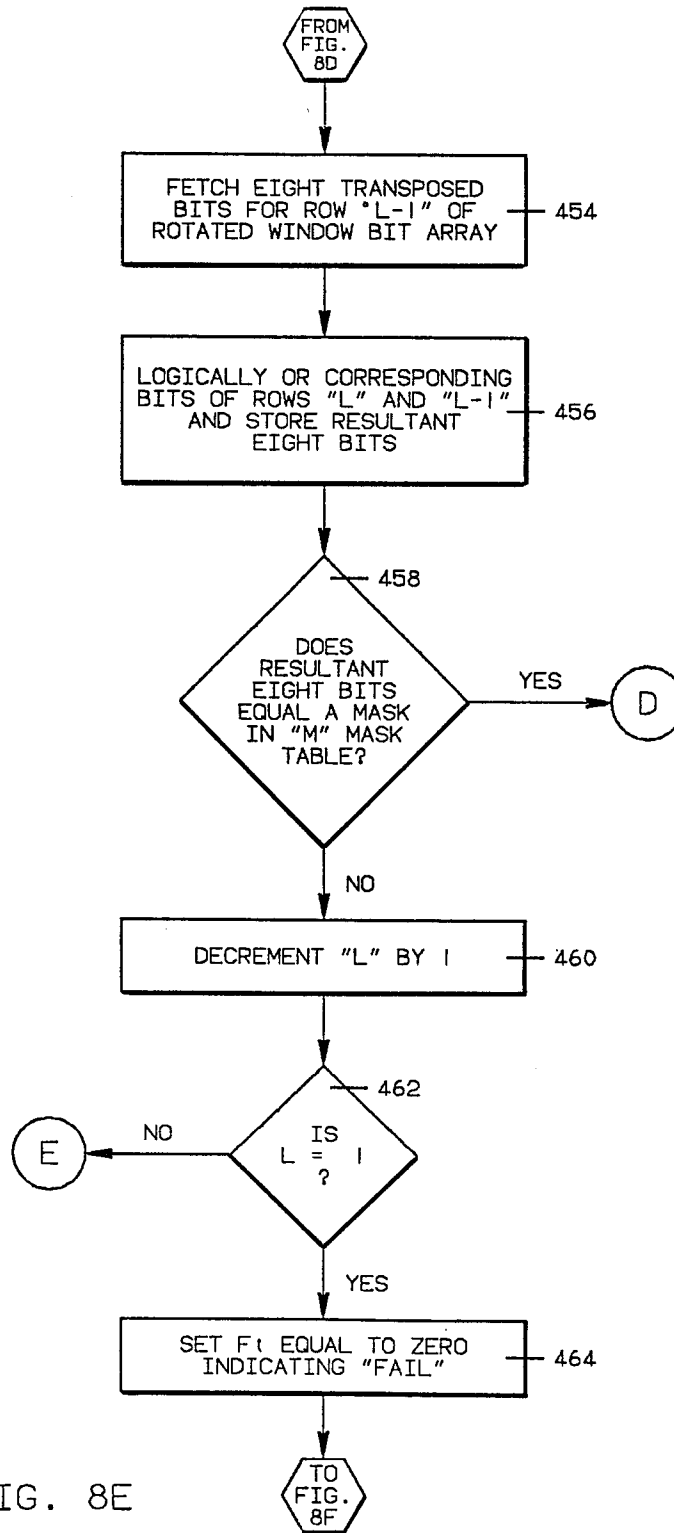 FROM
FIG.
8D
FETCH EIGHT TRANSPOSED
BITS FOR ROW "L-1" OF
ROTATED WINDOW BIT ARRAY
454
LOGICALLY OR CORRESPONDING
BITS OF ROWS "L" AND "L-1"
AND STORE RESULTANT
EIGHT BITS
456
458
DOES
RESULTANT
EIGHT BITS
EQUAL A MASK
IN "M" MASK
TABLE?
YES
D
NO
DECREMENT "L" BY 1
460
462
IS
L = 1
?
NO
E
YES
SET Ft EQUAL TO ZERO
INDICATING "FAIL"
464
TO
FIG.
8F
IG. 8E